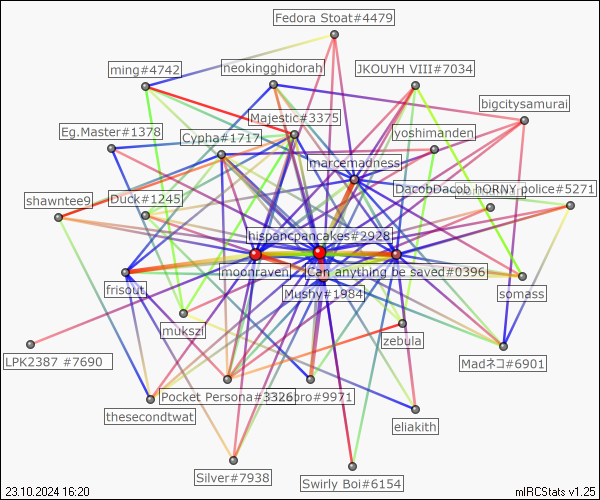 Fedora Stoat#4479
ming#4742
neokingghidorah
JKOUYH VIII#7034
bigcitysamurai
Majestic#3375
Eg.Master#1378
Cypha#1717
yoshimanden
marcemadness
DacobDacob hORNY police#5271
shawntee9
Duck#1245
hispancpancakes#2928
moonraven
Can anything be saved#0396
frisout
Mushy#1984
somass
mukszi
zebula
LPK2387 #7690
Madネコ#6901
Pocket Persona#3326
#9971
thesecondtwat
eliakith
Silver#7938
Swirly Boi#6154
23.10.2024 16:20
mIRCStats v1.25